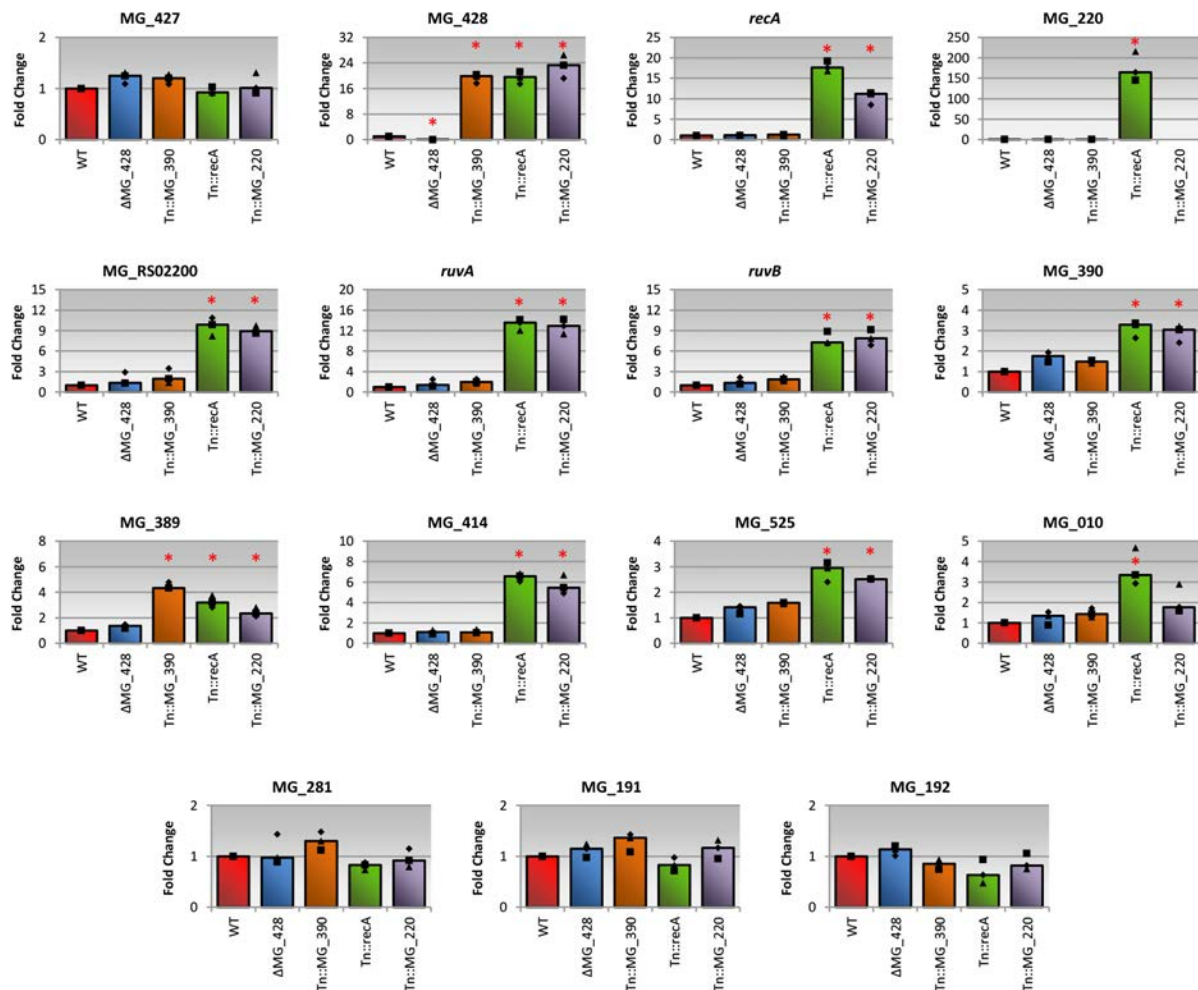 MG_427
MG_428
recA
MG_220
Fold Change
2
1
0
WT
ΔMG_428
Tn::MG_390
Tn::recA
Tn::MG_220
Fold Change
32
24
16
8
0
*
*
*
*
WT
ΔMG_428
Tn::MG_390
Tn::recA
Tn::MG_220
Fold Change
25
20
15
10
5
0
*
*
WT
ΔMG_428
Tn::MG_390
Tn::recA
Tn::MG_220
Fold Change
250
200
150
100
50
0
*
WT
ΔMG_428
Tn::MG_390
Tn::recA
Tn::MG_220
MG_RS02200
ruvA
ruvB
MG_390
Fold Change
15
12
9
6
3
0
*
*
WT
ΔMG_428
Tn::MG_390
Tn::recA
Tn::MG_220
Fold Change
20
16
12
8
4
0
*
*
WT
ΔMG_428
Tn::MG_390
Tn::recA
Tn::MG_220
Fold Change
15
12
9
6
3
0
*
*
WT
ΔMG_428
Tn::MG_390
Tn::recA
Tn::MG_220
Fold Change
5
4
3
2
1
0
*
*
WT
ΔMG_428
Tn::MG_390
Tn::recA
Tn::MG_220
MG_389
MG_414
MG_525
MG_010
Fold Change
8
6
4
2
0
*
*
*
WT
ΔMG_428
Tn::MG_390
Tn::recA
Tn::MG_220
Fold Change
10
8
6
4
2
0
*
*
WT
ΔMG_428
Tn::MG_390
Tn::recA
Tn::MG_220
Fold Change
4
3
2
1
0
*
*
WT
ΔMG_428
Tn::MG_390
Tn::recA
Tn::MG_220
Fold Change
5
4
3
2
1
0
*
WT
ΔMG_428
Tn::MG_390
Tn::recA
Tn::MG_220
MG_281
MG_191
MG_192
Fold Change
2
1
0
WT
ΔMG_428
Tn::MG_390
Tn::recA
Tn::MG_220
Fold Change
2
1
0
WT
ΔMG_428
Tn::MG_390
Tn::recA
Tn::MG_220
Fold Change
2
1
0
WT
ΔMG_428
Tn::MG_390
Tn::recA
Tn::MG_220